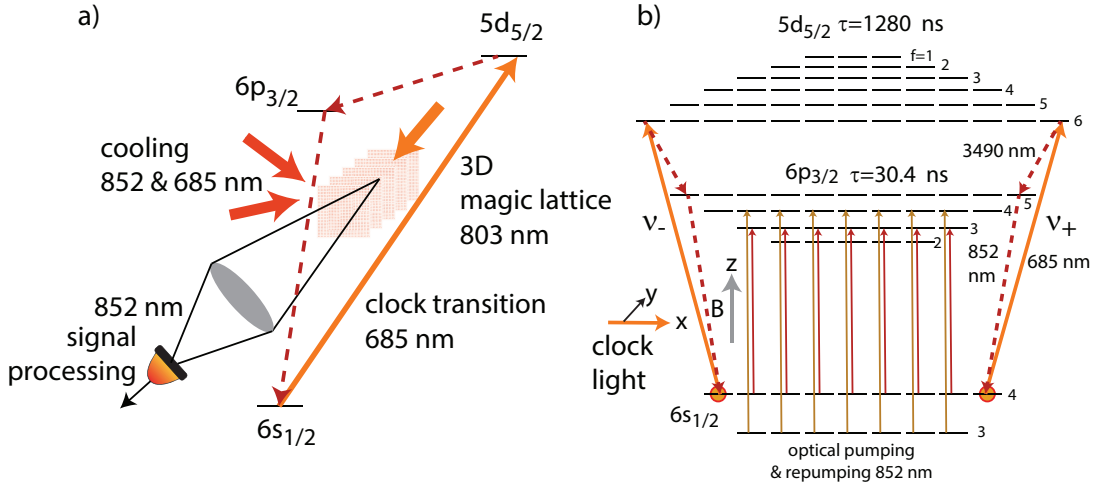 a)
5d5/2
6p3/2
cooling
852 & 685 nm
3D
magic lattice
803 nm
852 nm
signal
processing
clock transition
685 nm
6s1/2
b)
5d5/2 τ=1280 ns
f=1
2
3
4
5
6
3490 nm
6p3/2 τ=30.4 ns
5
4
3
2
ν-
ν+
852
nm
685 nm
z
y
B
x
clock
light
6s1/2
4
3
optical pumping
& repumping 852 nm